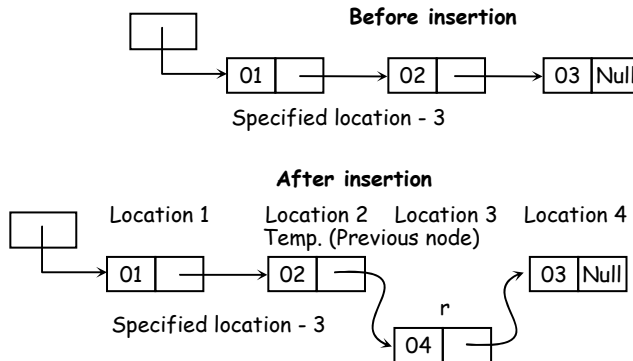 Before insertion
01 02 03 Null
Specified location - 3
After insertion
Location 1 Location 2 Location 3 Location 4
Temp. (Previous node)
01 02 03 Null
Specified location - 3
r
04